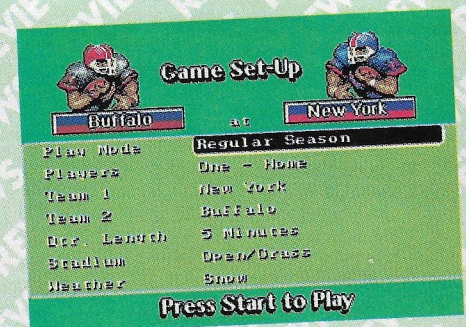 Game Set-Up
Buffalo at New York
Play Mode Regular Season
Players One - Home
Team 1 New York
Team 2 Buffalo
Qtr. Length 5 Minutes
Stadium Open/Grass
Weather Snow
Press Start to Play